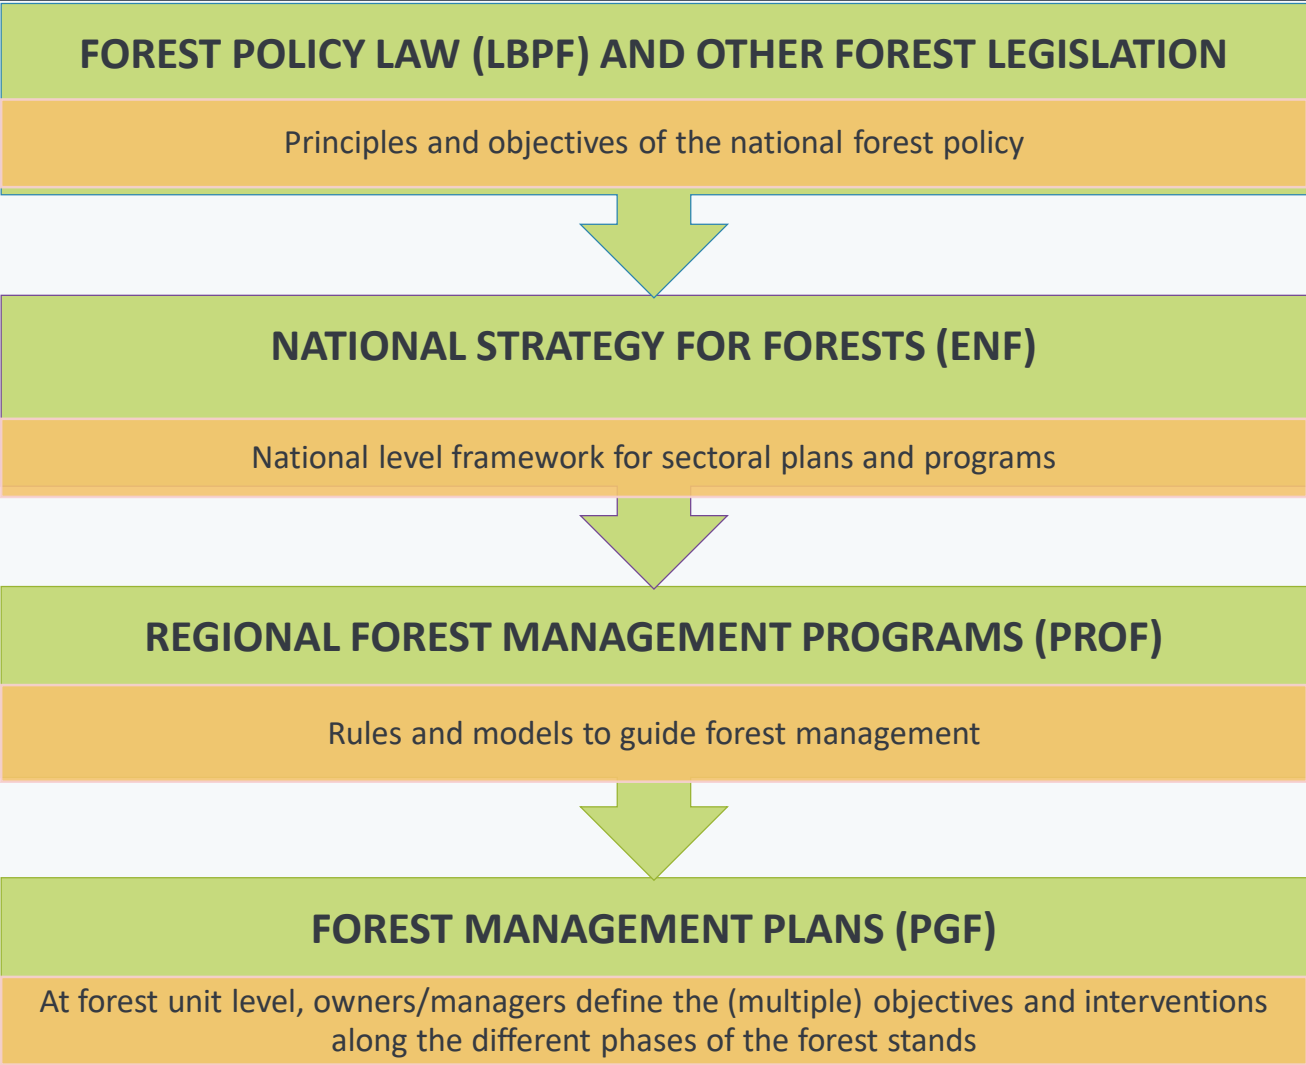 FOREST POLICY LAW (LBPF) AND OTHER FOREST LEGISLATION
Principles and objectives of the national forest policy
NATIONAL STRATEGY FOR FORESTS (ENF)
National level framework for sectoral plans and programs
REGIONAL FOREST MANAGEMENT PROGRAMS (PROF)
Rules and models to guide forest management
FOREST MANAGEMENT PLANS (PGF)
At forest unit level, owners/managers define the (multiple) objectives and interventions
along the different phases of the forest stands